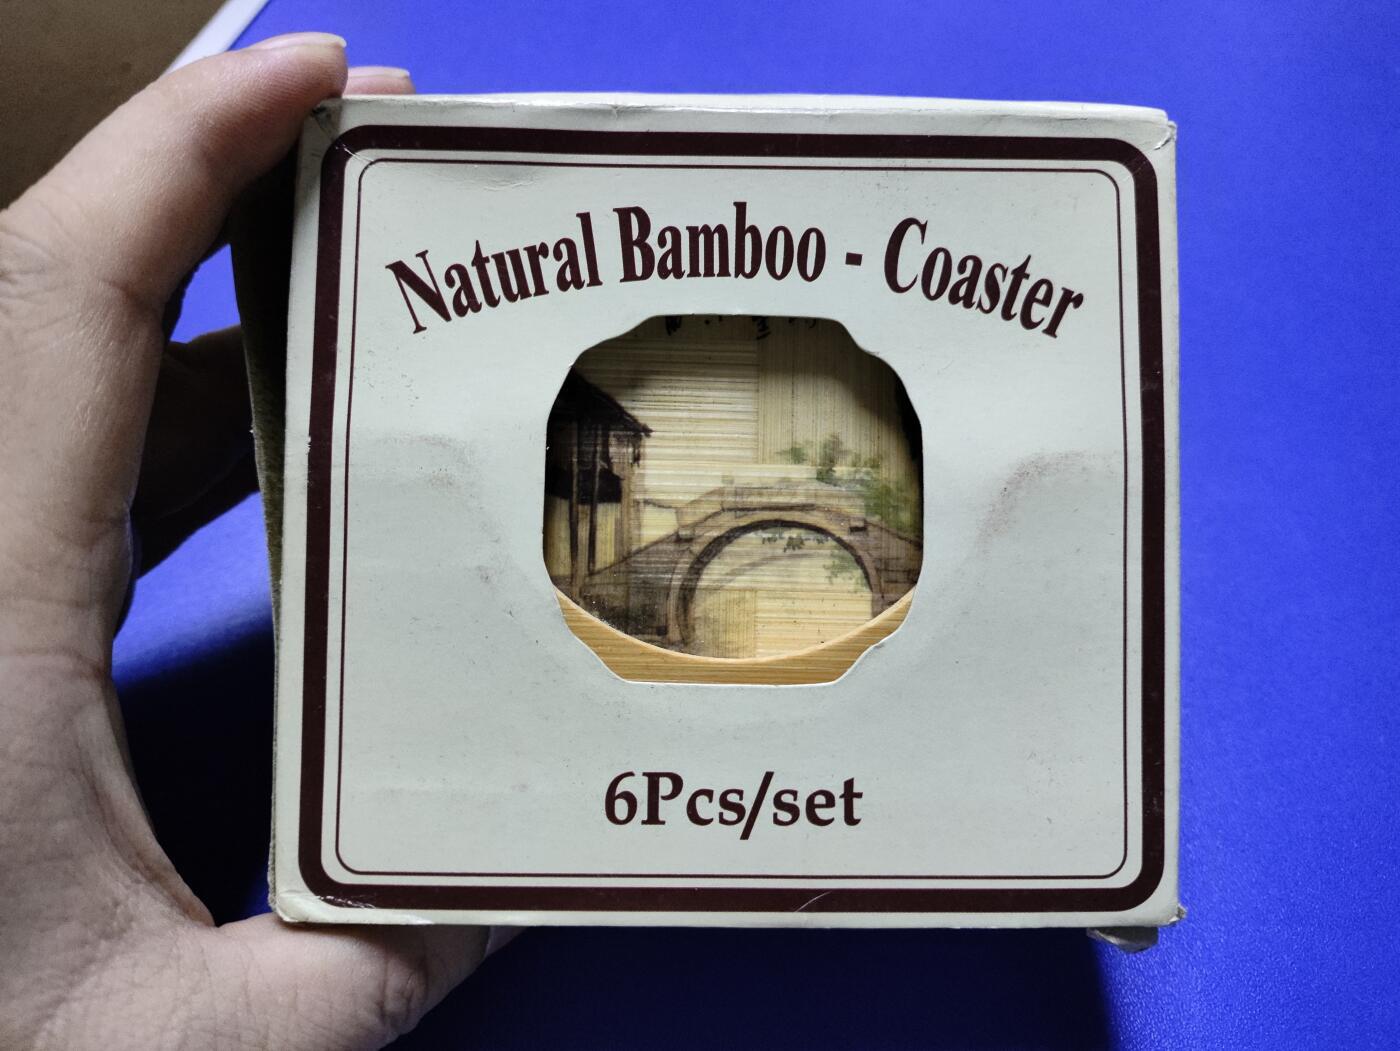 Natural Bamboo - Coaster
6Pcs/set